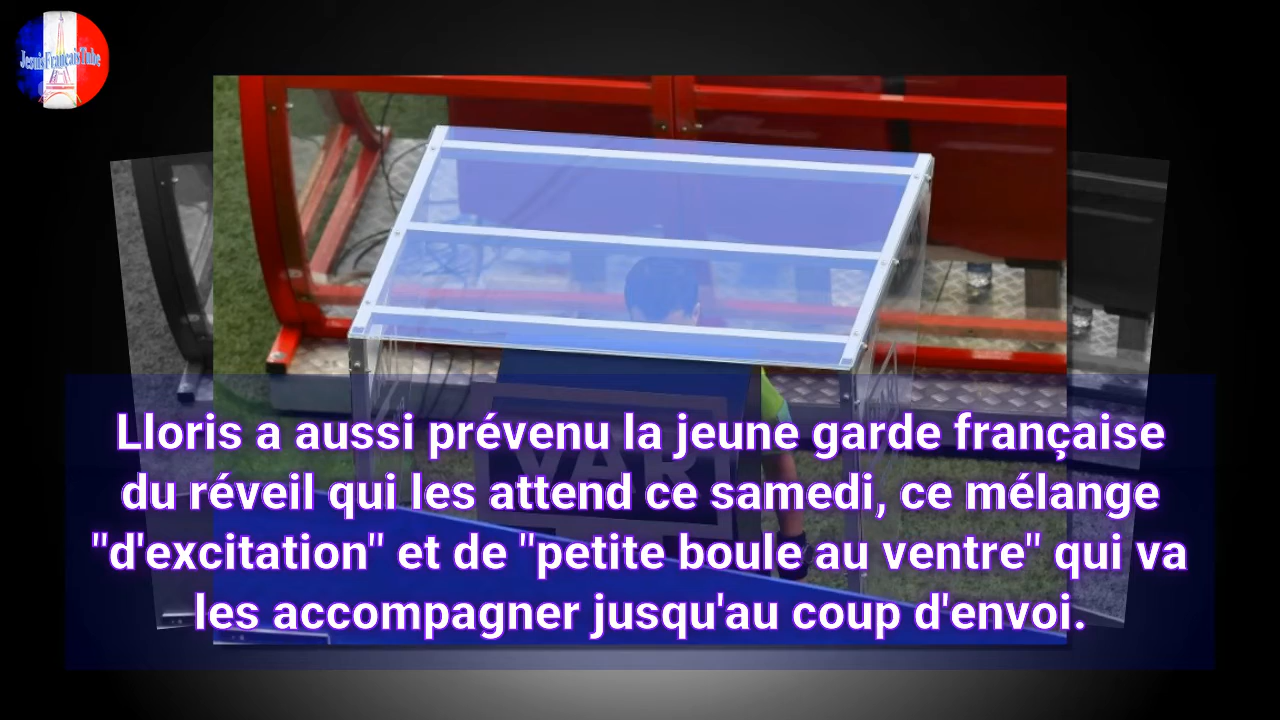 JesuisFrançaisTube
Lloris a aussi prévenu la jeune garde française
du réveil qui les attend ce samedi, ce mélange
"d'excitation" et de "petite boule au ventre" qui va
les accompagner jusqu'au coup d'envoi.
VAR